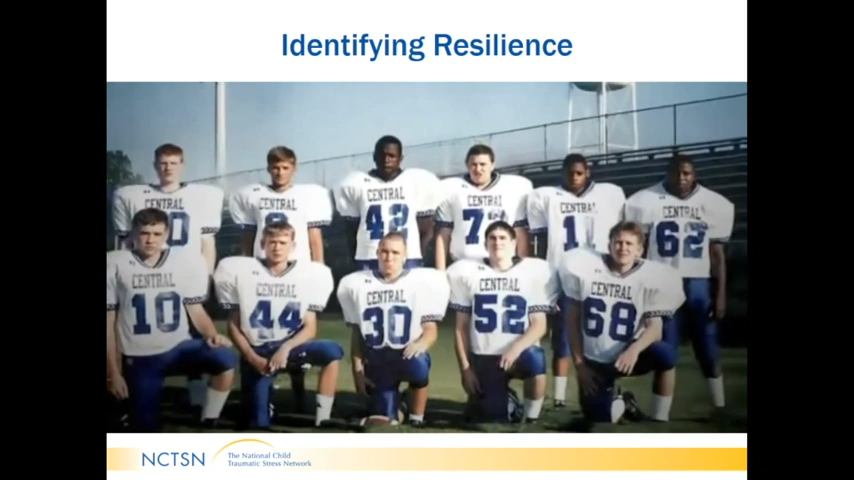 Identifying Resilience
CENTRAL
CENTRAL
42
CENTRAL
CENTRAL
CENTRAL
62
CENTRAL
10
CENTRAL
44
CENTRAL
30
CENTRAL
52
CENTRAL
68
NCTSN
The National Child
Traumatic Stress Network